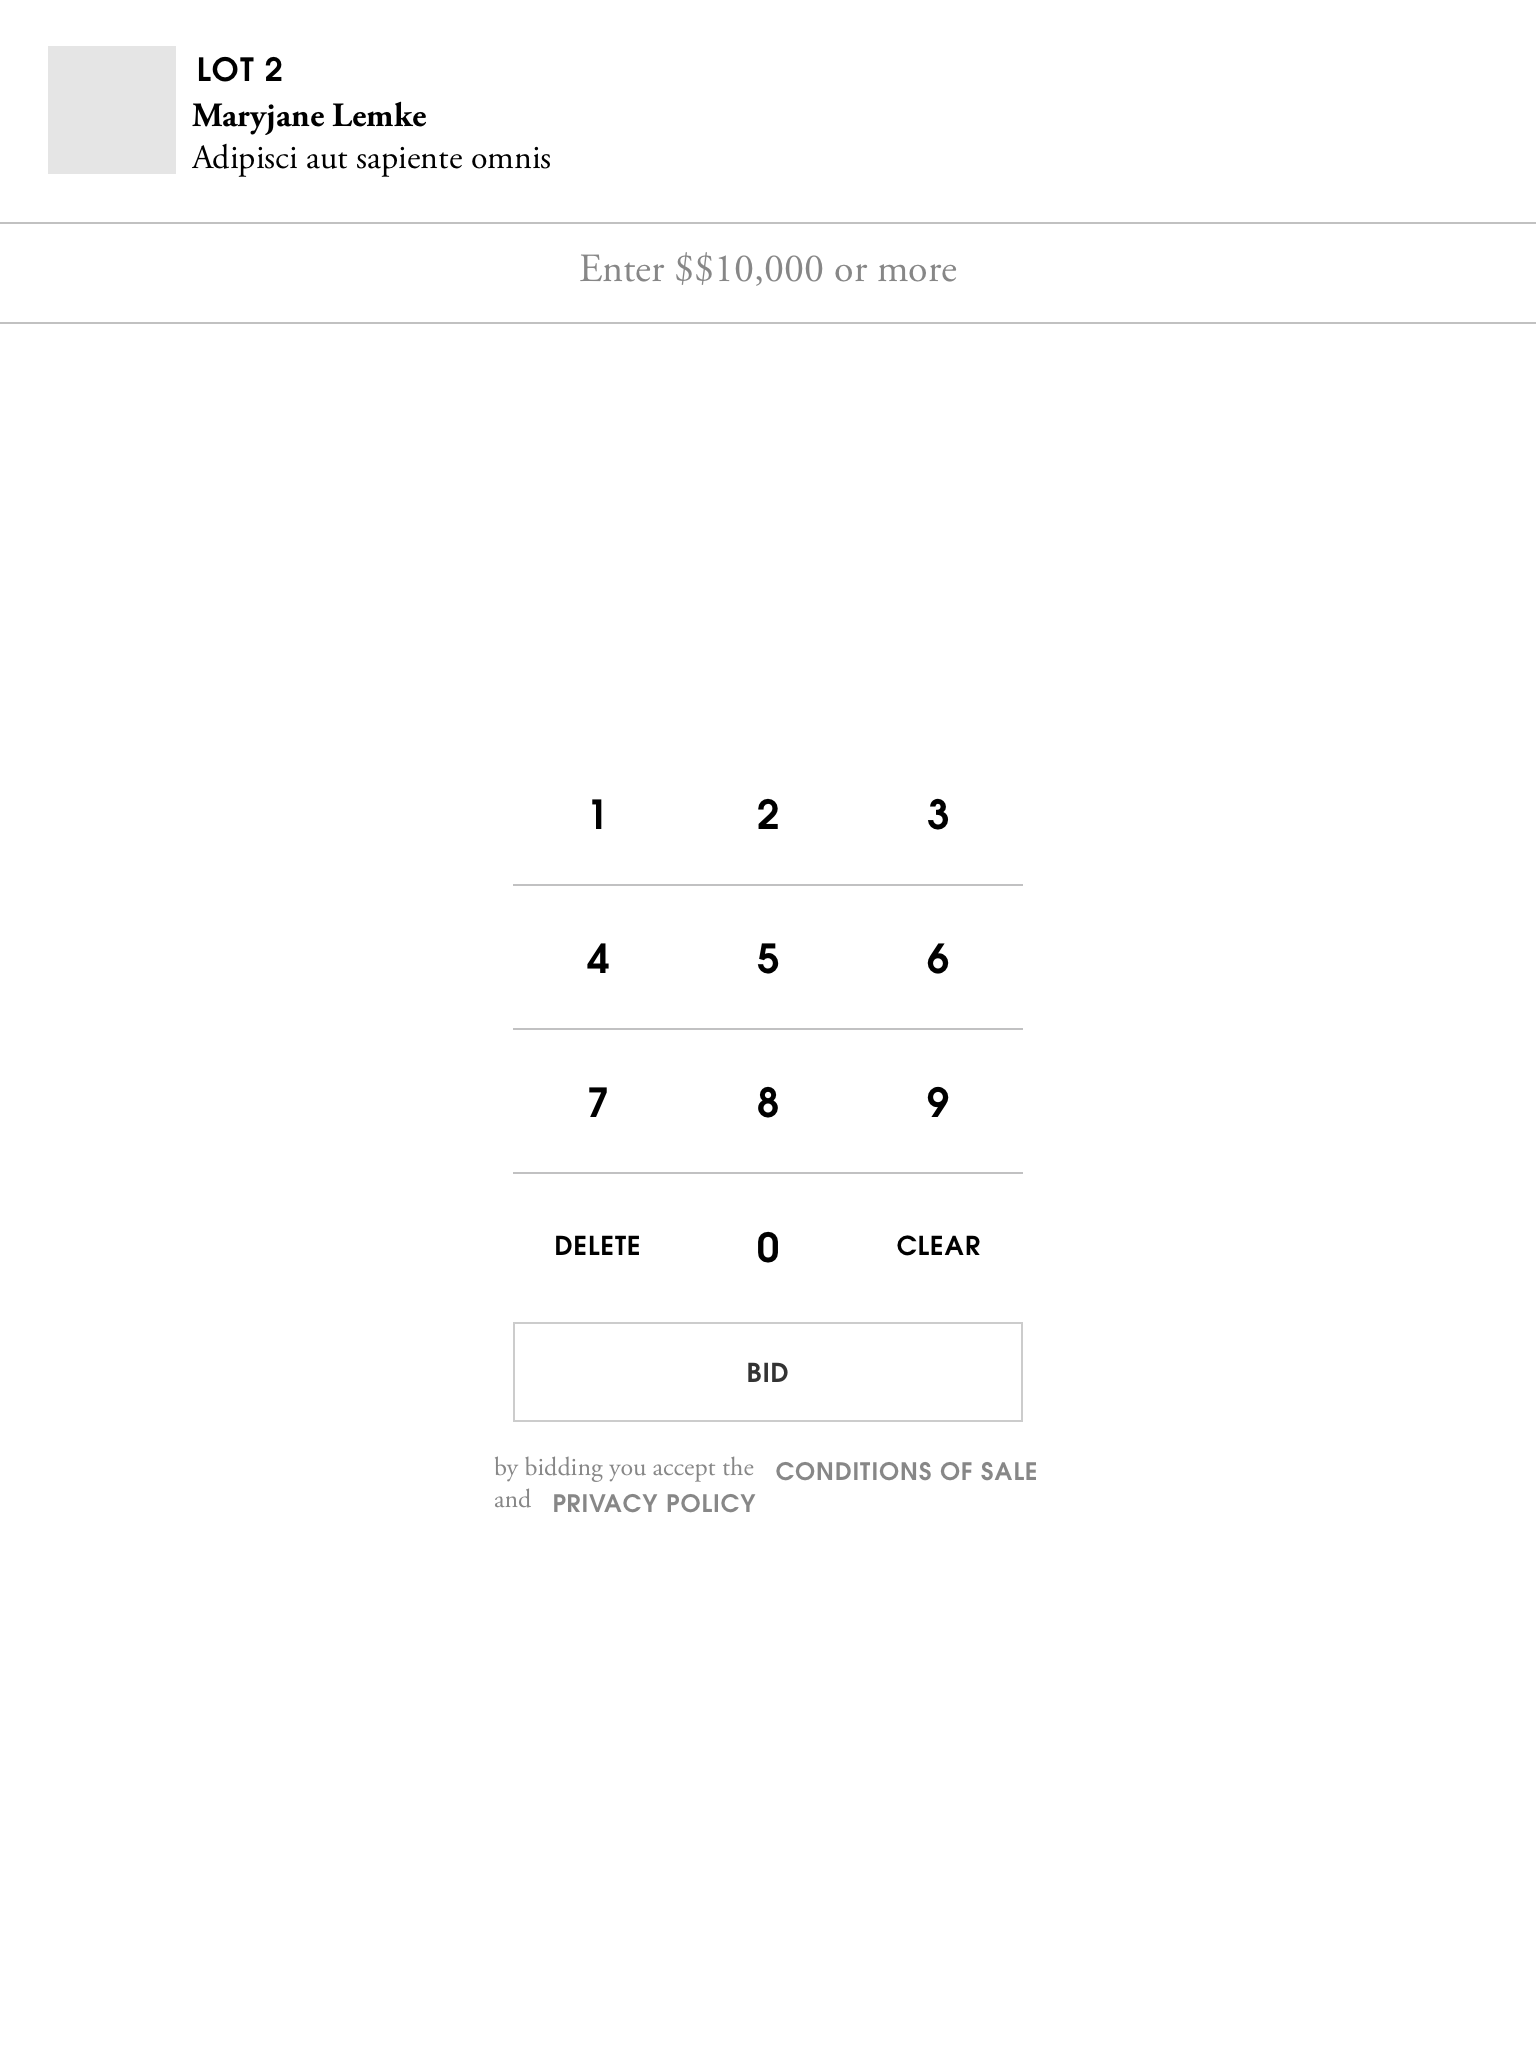 LOT 2
Maryjane Lemke
Adipisci aut sapiente omnis
Enter $$10,000 or more
1 2 3
4 5 6
7 8 9
DELETE 0 CLEAR
BID
by bidding you accept the CONDITIONS OF SALE
and PRIVACY POLICY